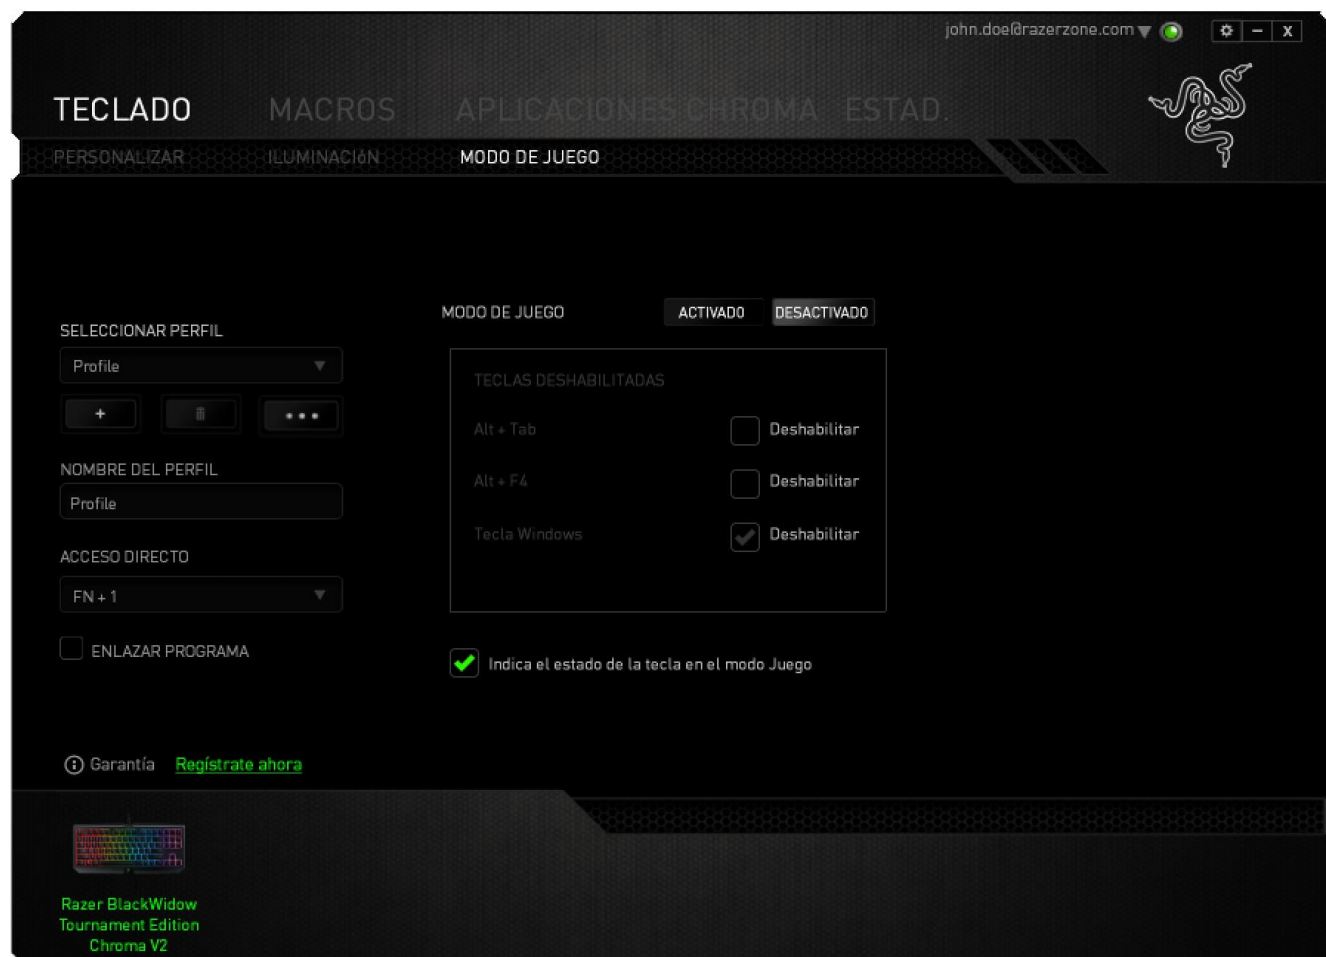 john.doe@razerzone.com
X
TECLADO MACROS APLICACIONES CHROMA ESTAD.
PERSONALIZAR ILUMINACIóN MODO DE JUEGO
SELECCIONAR PERFIL
Profile
+ •••
NOMBRE DEL PERFIL
Profile
ACCESO DIRECTO
FN + 1
ENLAZAR PROGRAMA
MODO DE JUEGO ACTIVADO DESACTIVADO
TECLAS DESHABILITADAS
Alt + Tab Deshabilitar
Alt + F4 Deshabilitar
Tecla Windows Deshabilitar
Indica el estado de la tecla en el modo Juego
Garantía Regístrate ahora
Razer BlackWidow
Tournament Edition
Chroma V2